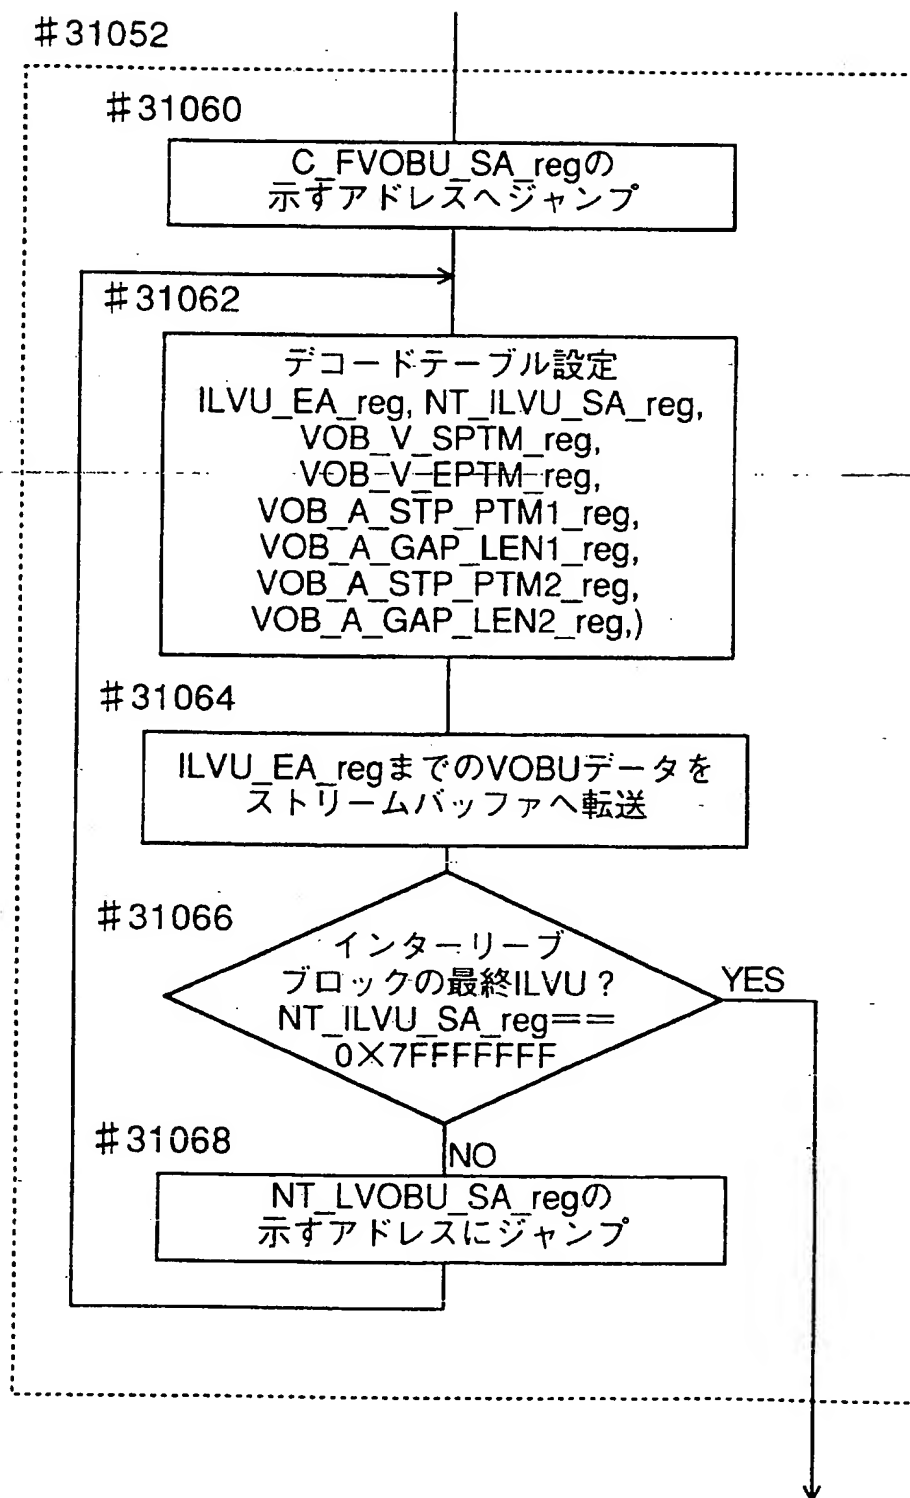 #31052
#31060
C_FVOBU_SA_regの
示すアドレスへジャンプ
#31062
デコードテーブル設定
ILVU_EA_reg, NT_ILVU_SA_reg,
VOB_V_SPTM_reg,
VOB_V_EPTM_reg,
VOB_A_STP_PTM1_reg,
VOB_A_GAP_LEN1_reg,
VOB_A_STP_PTM2_reg,
VOB_A_GAP_LEN2_reg,)
#31064
ILVU_EA_regまでのVOBUデータを
ストリームバッファへ転送
#31066
インターリーブ
ブロックの最終ILVU?
NT_ILVU_SA_reg==
0×7FFFFFFF
YES
#31068
NO
NT_LVOBU_SA_regの
示すアドレスにジャンプ